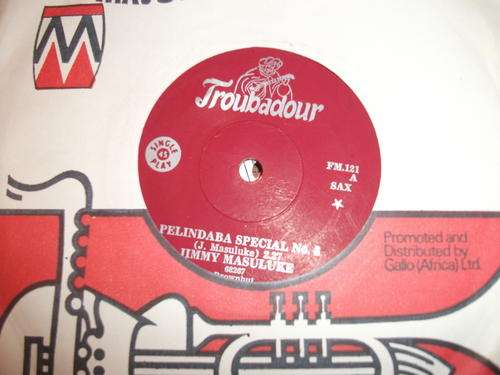 Troubadour
SINGLE
45
PLAY
FM.121
A
SAX
PELINDABA SPECIAL No.
(J. Masuluke) 2.27
JIMMY MASULUKE
68267
Promoted and
Distributed by
Gallo (Africa) Ltd.